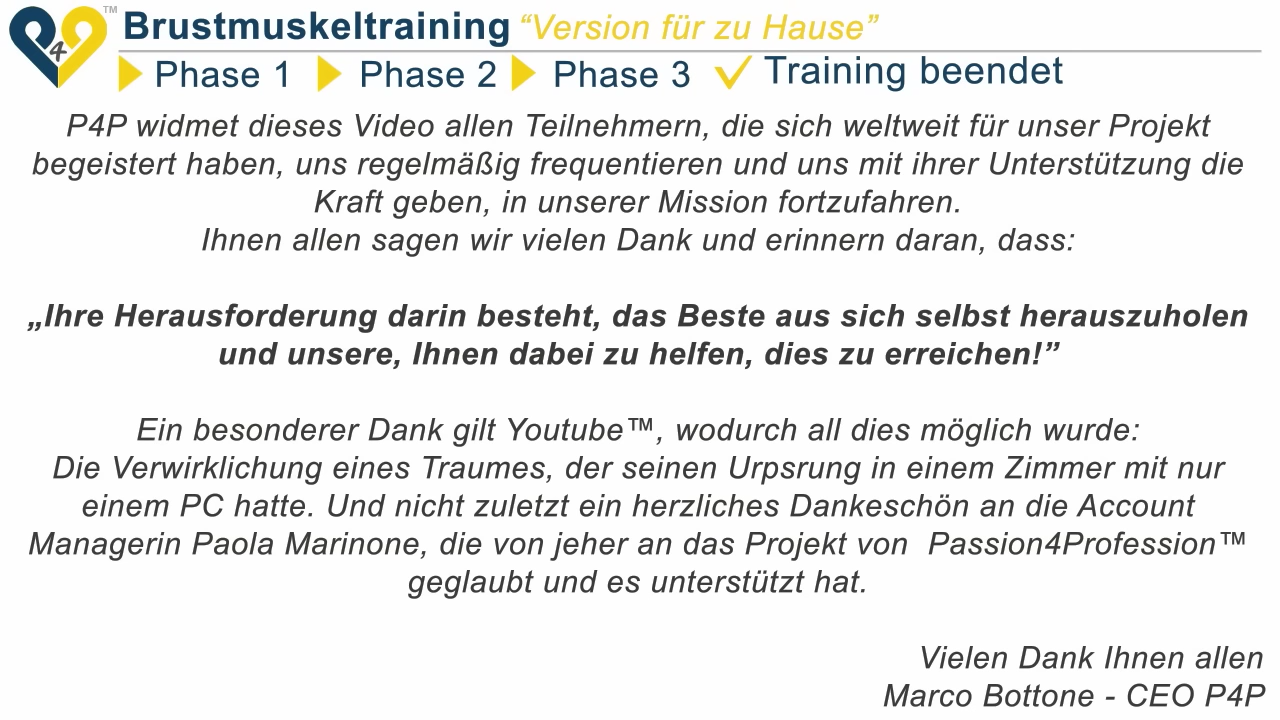 4 ™
Brustmuskeltraining “Version für zu Hause”
Phase 1 Phase 2 Phase 3 Training beendet
P4P widmet dieses Video allen Teilnehmern, die sich weltweit für unser Projekt
begeistert haben, uns regelmäßig frequentieren und uns mit ihrer Unterstützung die
Kraft geben, in unserer Mission fortzufahren.
Ihnen allen sagen wir vielen Dank und erinnern daran, dass:
„Ihre Herausforderung darin besteht, das Beste aus sich selbst herauszuholen
und unsere, Ihnen dabei zu helfen, dies zu erreichen!”
Ein besonderer Dank gilt Youtube™, wodurch all dies möglich wurde:
Die Verwirklichung eines Traumes, der seinen Urpsrung in einem Zimmer mit nur
einem PC hatte. Und nicht zuletzt ein herzliches Dankeschön an die Account
Managerin Paola Marinone, die von jeher an das Projekt von Passion4Profession™
geglaubt und es unterstützt hat.
Vielen Dank Ihnen allen
Marco Bottone - CEO P4P